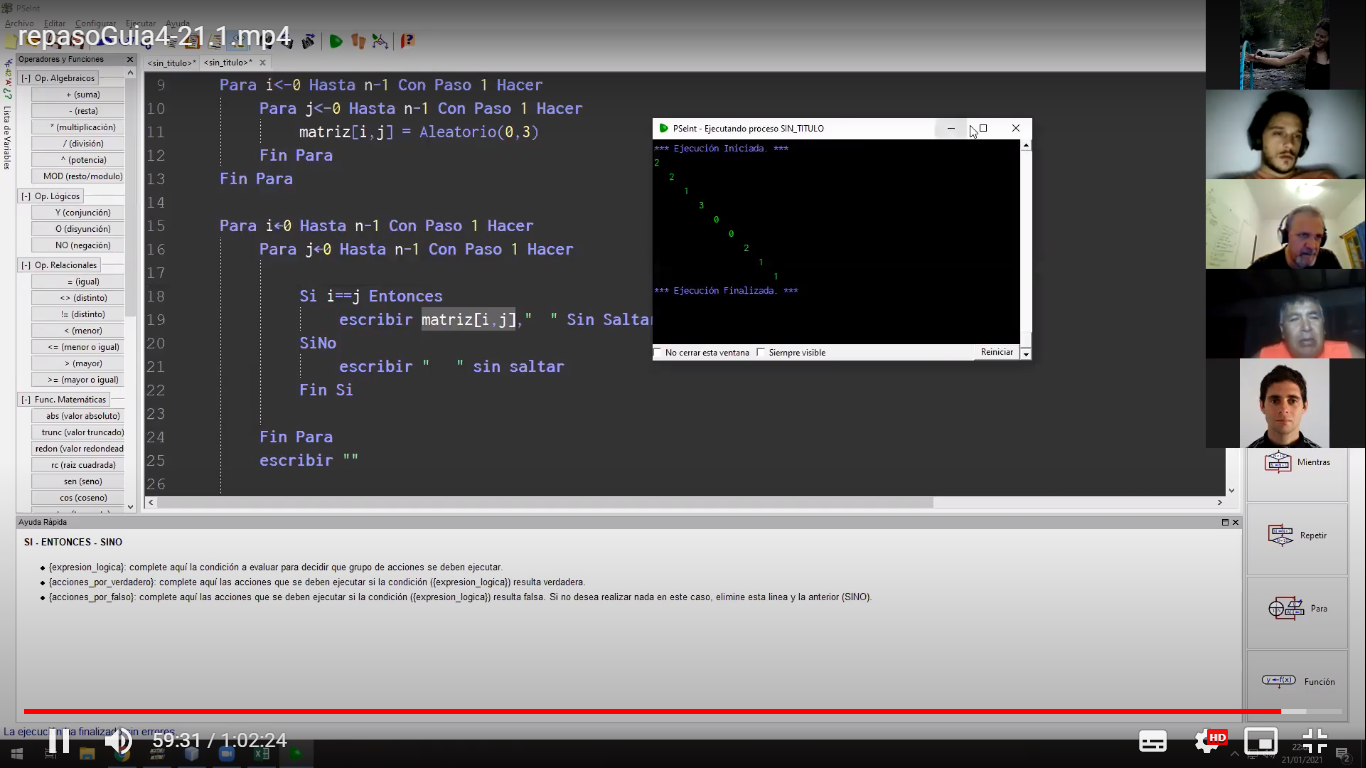 PSeInt
Archivo Editar Configurar Ejecutar Ayuda
repasoGuia4-21_1.mp4
Operadores y Funciones
<sin_titulo>*
<sin_titulo>*
Lista de Variables
[-] Op. Algebraicos
+ (suma)
- (resta)
* (multiplicación)
/ (división)
^ (potencia)
MOD (resto/modulo)
[-] Op. Lógicos
Y (conjunción)
O (disyunción)
NO (negación)
[-] Op. Relacionales
= (igual)
<> (distinto)
!= (distinto)
< (menor)
<= (menor o igual)
> (mayor)
>= (mayor o igual)
[-] Func. Matemáticas
abs (valor absoluto)
trunc (valor truncado)
redon (valor redondead
rc (raiz cuadrada)
sen (seno)
cos (coseno)
9 Para i<-0 Hasta n-1 Con Paso 1 Hacer
10 Para j<-0 Hasta n-1 Con Paso 1 Hacer
11 matriz[i,j] = Aleatorio(0,3)
12 Fin Para
13 Fin Para
14
15 Para i←0 Hasta n-1 Con Paso 1 Hacer
16 Para j←0 Hasta n-1 Con Paso 1 Hacer
17
18 Si i==j Entonces
19 escribir matriz[i,j],"  " Sin Saltar
20 SiNo
21 escribir "   " sin saltar
22 Fin Si
23
24 Fin Para
25 escribir ""
26
PSeInt - Ejecutando proceso SIN_TITULO
*** Ejecución Iniciada. ***
2
2
1
3
0
0
2
1
1
*** Ejecución Finalizada. ***
No cerrar esta ventana
Siempre visible
Reiniciar
Mientras
Repetir
Para
y←f(x) Función
Ayuda Rápida
SI - ENTONCES - SINO
{expresion_logica}: complete aquí la condición a evaluar para decidir que grupo de acciones se deben ejecutar.
{acciones_por_verdadero}: complete aquí las acciones que se deben ejecutar si la condición ({expresion_logica}) resulta verdadera.
{acciones_por_falso}: complete aquí las acciones que se deben ejecutar si la condición ({expresion_logica}) resulta falsa. Si no desea realizar nada en este caso, elimine esta linea y la anterior (SINO).
La ejecución ha finalizado sin errores.
59:31 / 1:02:24
HD
21/01/2021